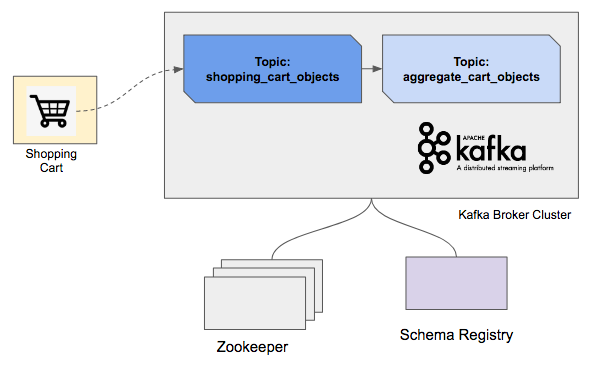 Topic:
shopping_cart_objects
Topic:
aggregate_cart_objects
Shopping
Cart
APACHE
kafka
A distributed streaming platform
Kafka Broker Cluster
Zookeeper
Schema Registry